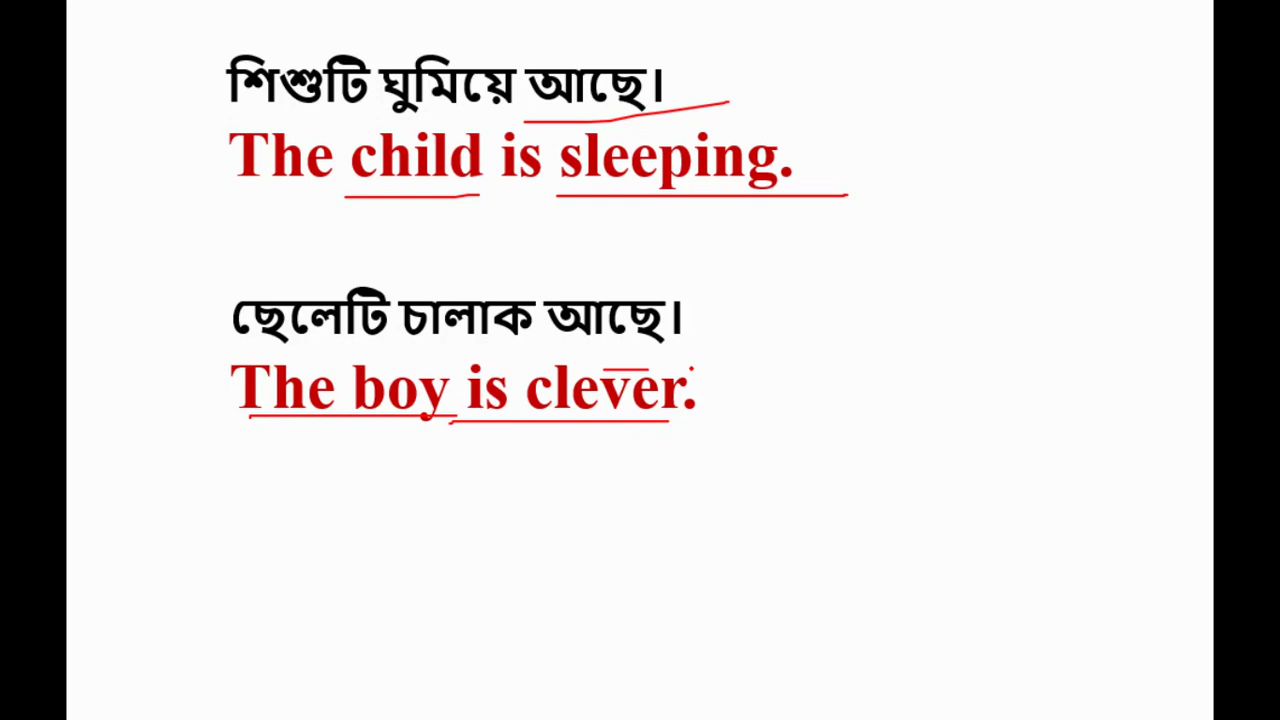 শিশুটি ঘুমিয়ে আছে।
The child is sleeping.
ছেলেটি চালাক আছে।
The boy is clever.